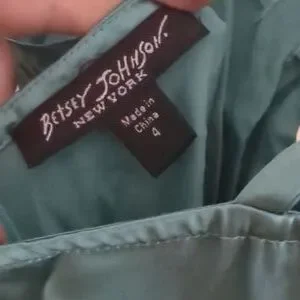 BETSEY JOHNSON.
NEW YORK
Made in
China
4